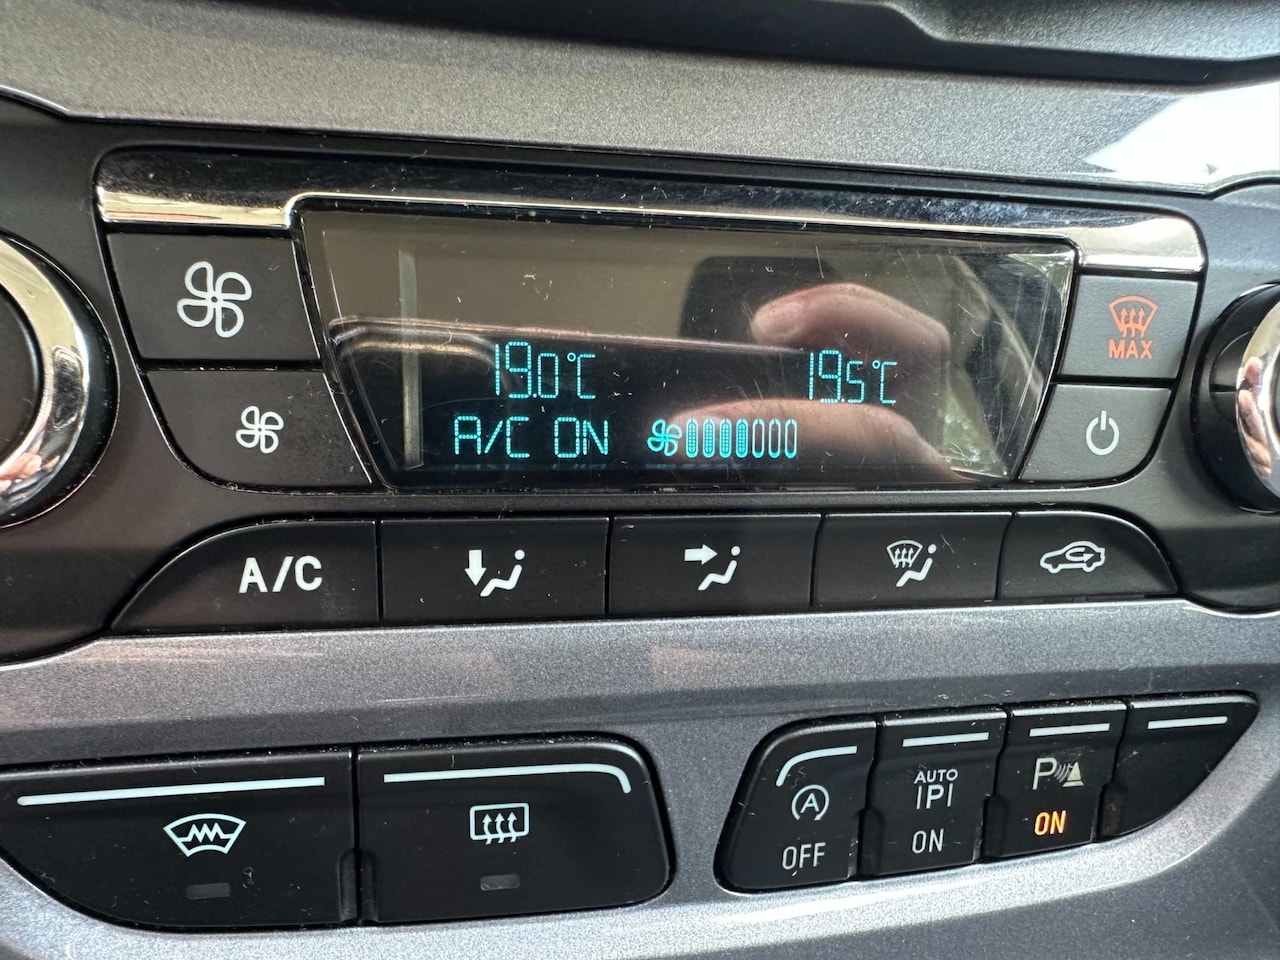 19.0°C 19.5°C
A/C ON
MAX
A/C
A
OFF
AUTO
IPI
ON
P
ON